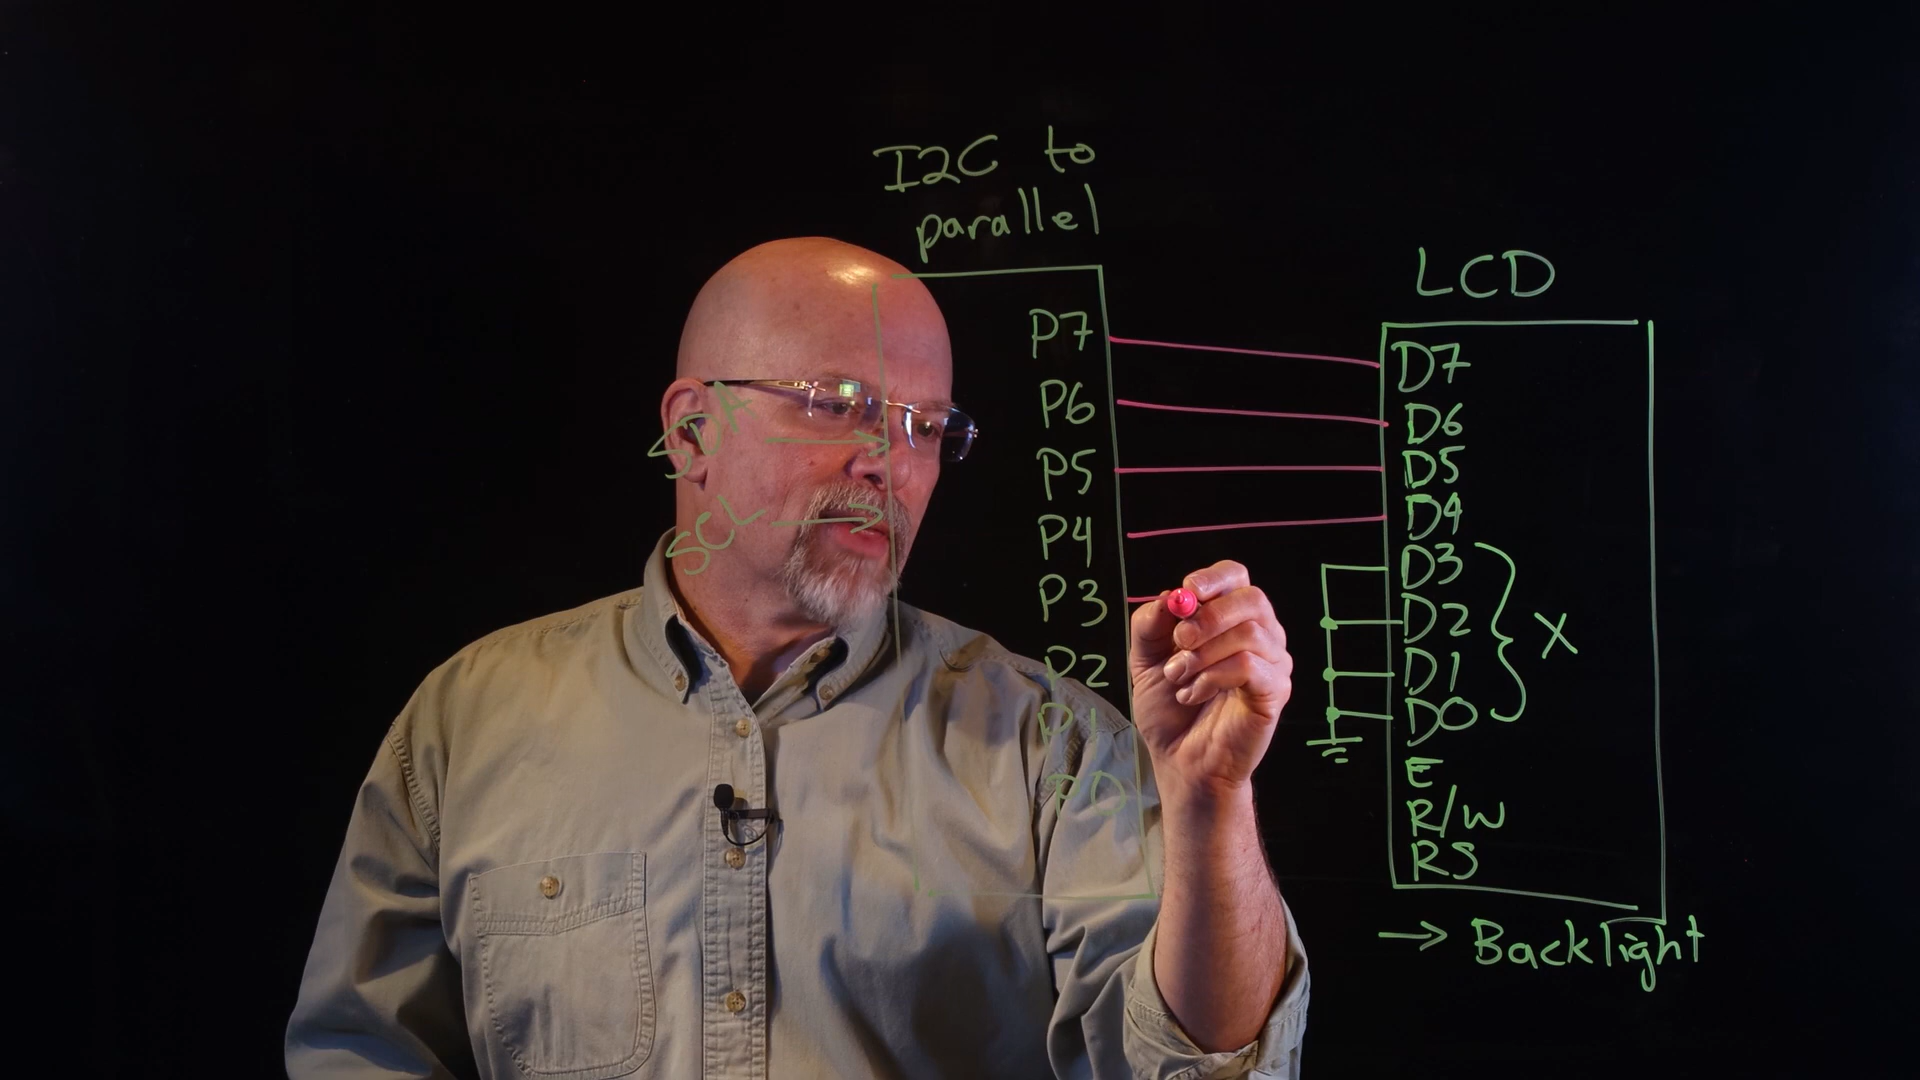 I2C to
parallel
SDA
SCL
P7
P6
P5
P4
P3
P2
P1
P0
LCD
D7
D6
D5
D4
D3
D2
D1
D0
X
E
R/W
RS
→ Backlight